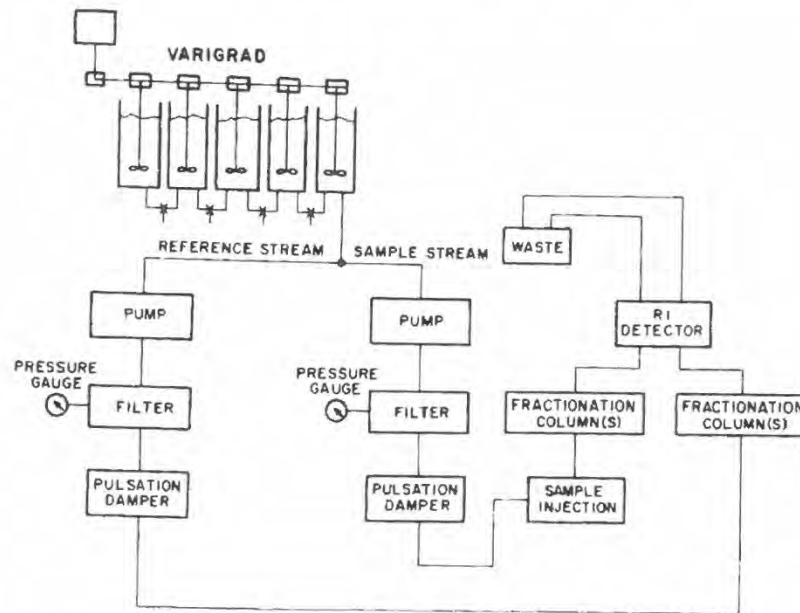 VARIGRAD
REFERENCE STREAM
SAMPLE STREAM
WASTE
PUMP
PUMP
RI
DETECTOR
PRESSURE
GAUGE
FILTER
PRESSURE
GAUGE
FILTER
FRACTIONATION
COLUMN(S)
FRACTIONATION
COLUMN(S)
PULSATION
DAMPER
PULSATION
DAMPER
SAMPLE
INJECTION